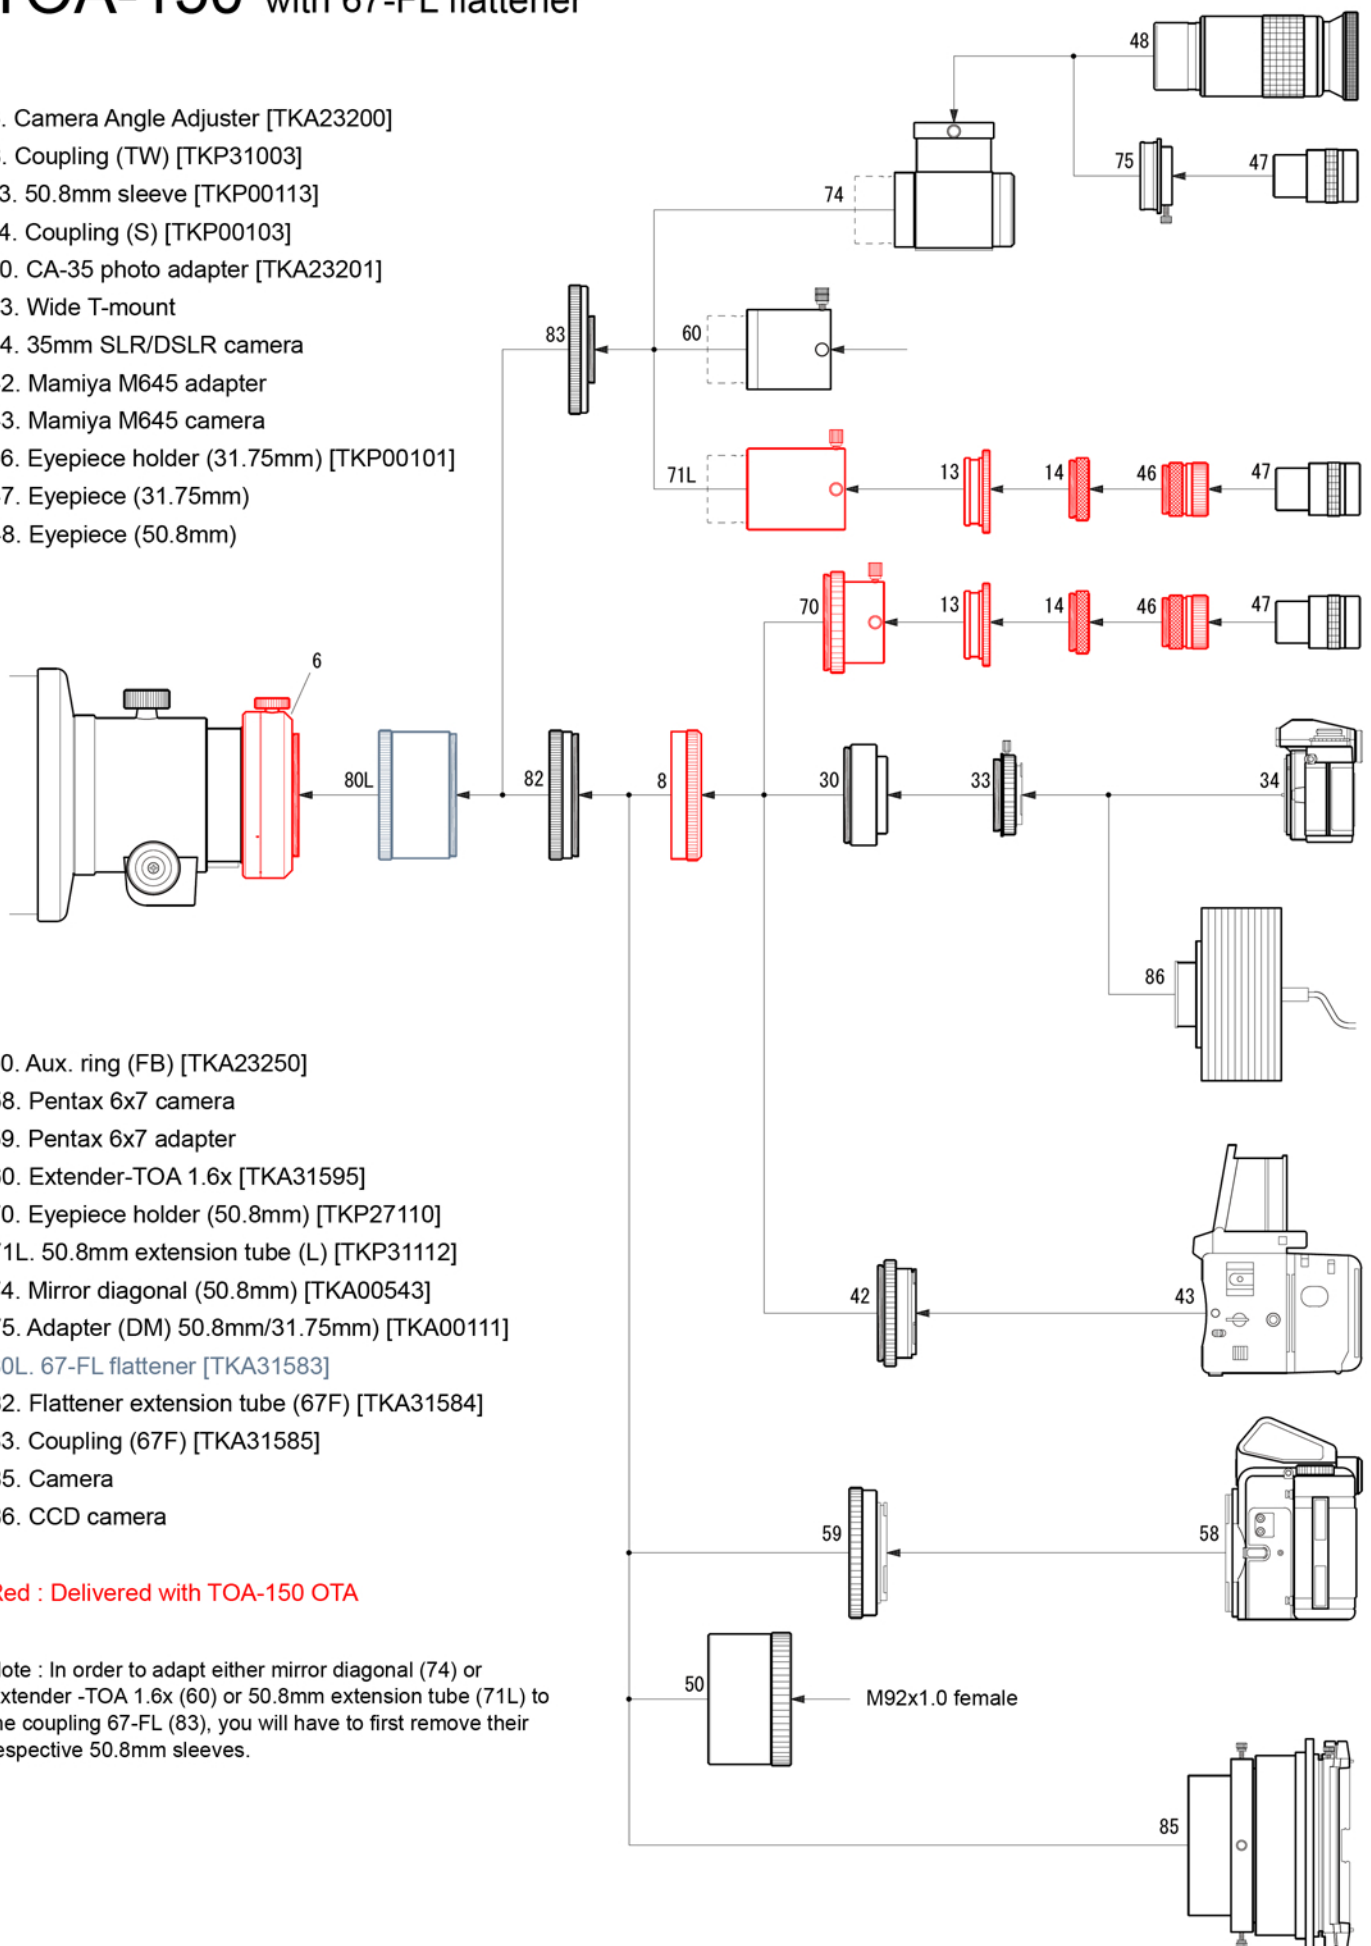 TOA-150 with 67-FL flattener
. Camera Angle Adjuster [TKA23200]
. Coupling (TW) [TKP31003]
3. 50.8mm sleeve [TKP00113]
4. Coupling (S) [TKP00103]
0. CA-35 photo adapter [TKA23201]
3. Wide T-mount
4. 35mm SLR/DSLR camera
2. Mamiya M645 adapter
3. Mamiya M645 camera
6. Eyepiece holder (31.75mm) [TKP00101]
7. Eyepiece (31.75mm)
8. Eyepiece (50.8mm)
48
75
47
74
83
60
71L
13
14
46
47
70
13
14
46
47
6
80L
82
8
30
33
34
86
0. Aux. ring (FB) [TKA23250]
8. Pentax 6x7 camera
9. Pentax 6x7 adapter
0. Extender-TOA 1.6x [TKA31595]
0. Eyepiece holder (50.8mm) [TKP27110]
1L. 50.8mm extension tube (L) [TKP31112]
4. Mirror diagonal (50.8mm) [TKA00543]
5. Adapter (DM) 50.8mm/31.75mm) [TKA00111]
0L. 67-FL flattener [TKA31583]
2. Flattener extension tube (67F) [TKA31584]
3. Coupling (67F) [TKA31585]
5. Camera
6. CCD camera
42
43
59
58
Red : Delivered with TOA-150 OTA
Note : In order to adapt either mirror diagonal (74) or
extender -TOA 1.6x (60) or 50.8mm extension tube (71L) to
the coupling 67-FL (83), you will have to first remove their
respective 50.8mm sleeves.
50
M92x1.0 female
85